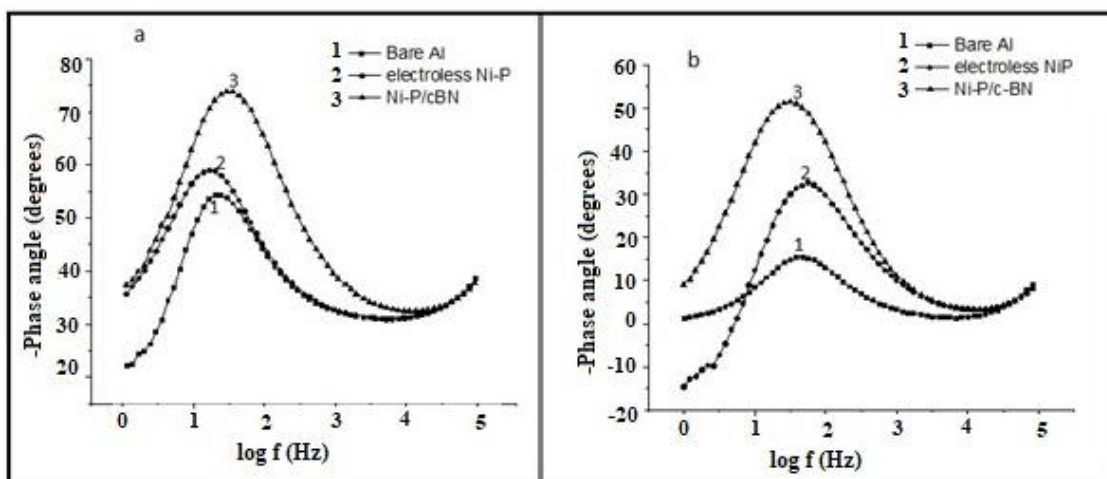 a
1 Bare Al
2 electroless Ni-P
3 Ni-P/cBN
-Phase angle (degrees)
80
70
60
50
40
30
20
3
2
1
0 1 2 3 4 5
log f (Hz)
b
1 Bare Al
2 electroless NiP
3 Ni-P/c-BN
-Phase angle (degrees)
60
50
40
30
20
10
0
-10
-20
3
2
1
0 1 2 3 4 5
log f (Hz)